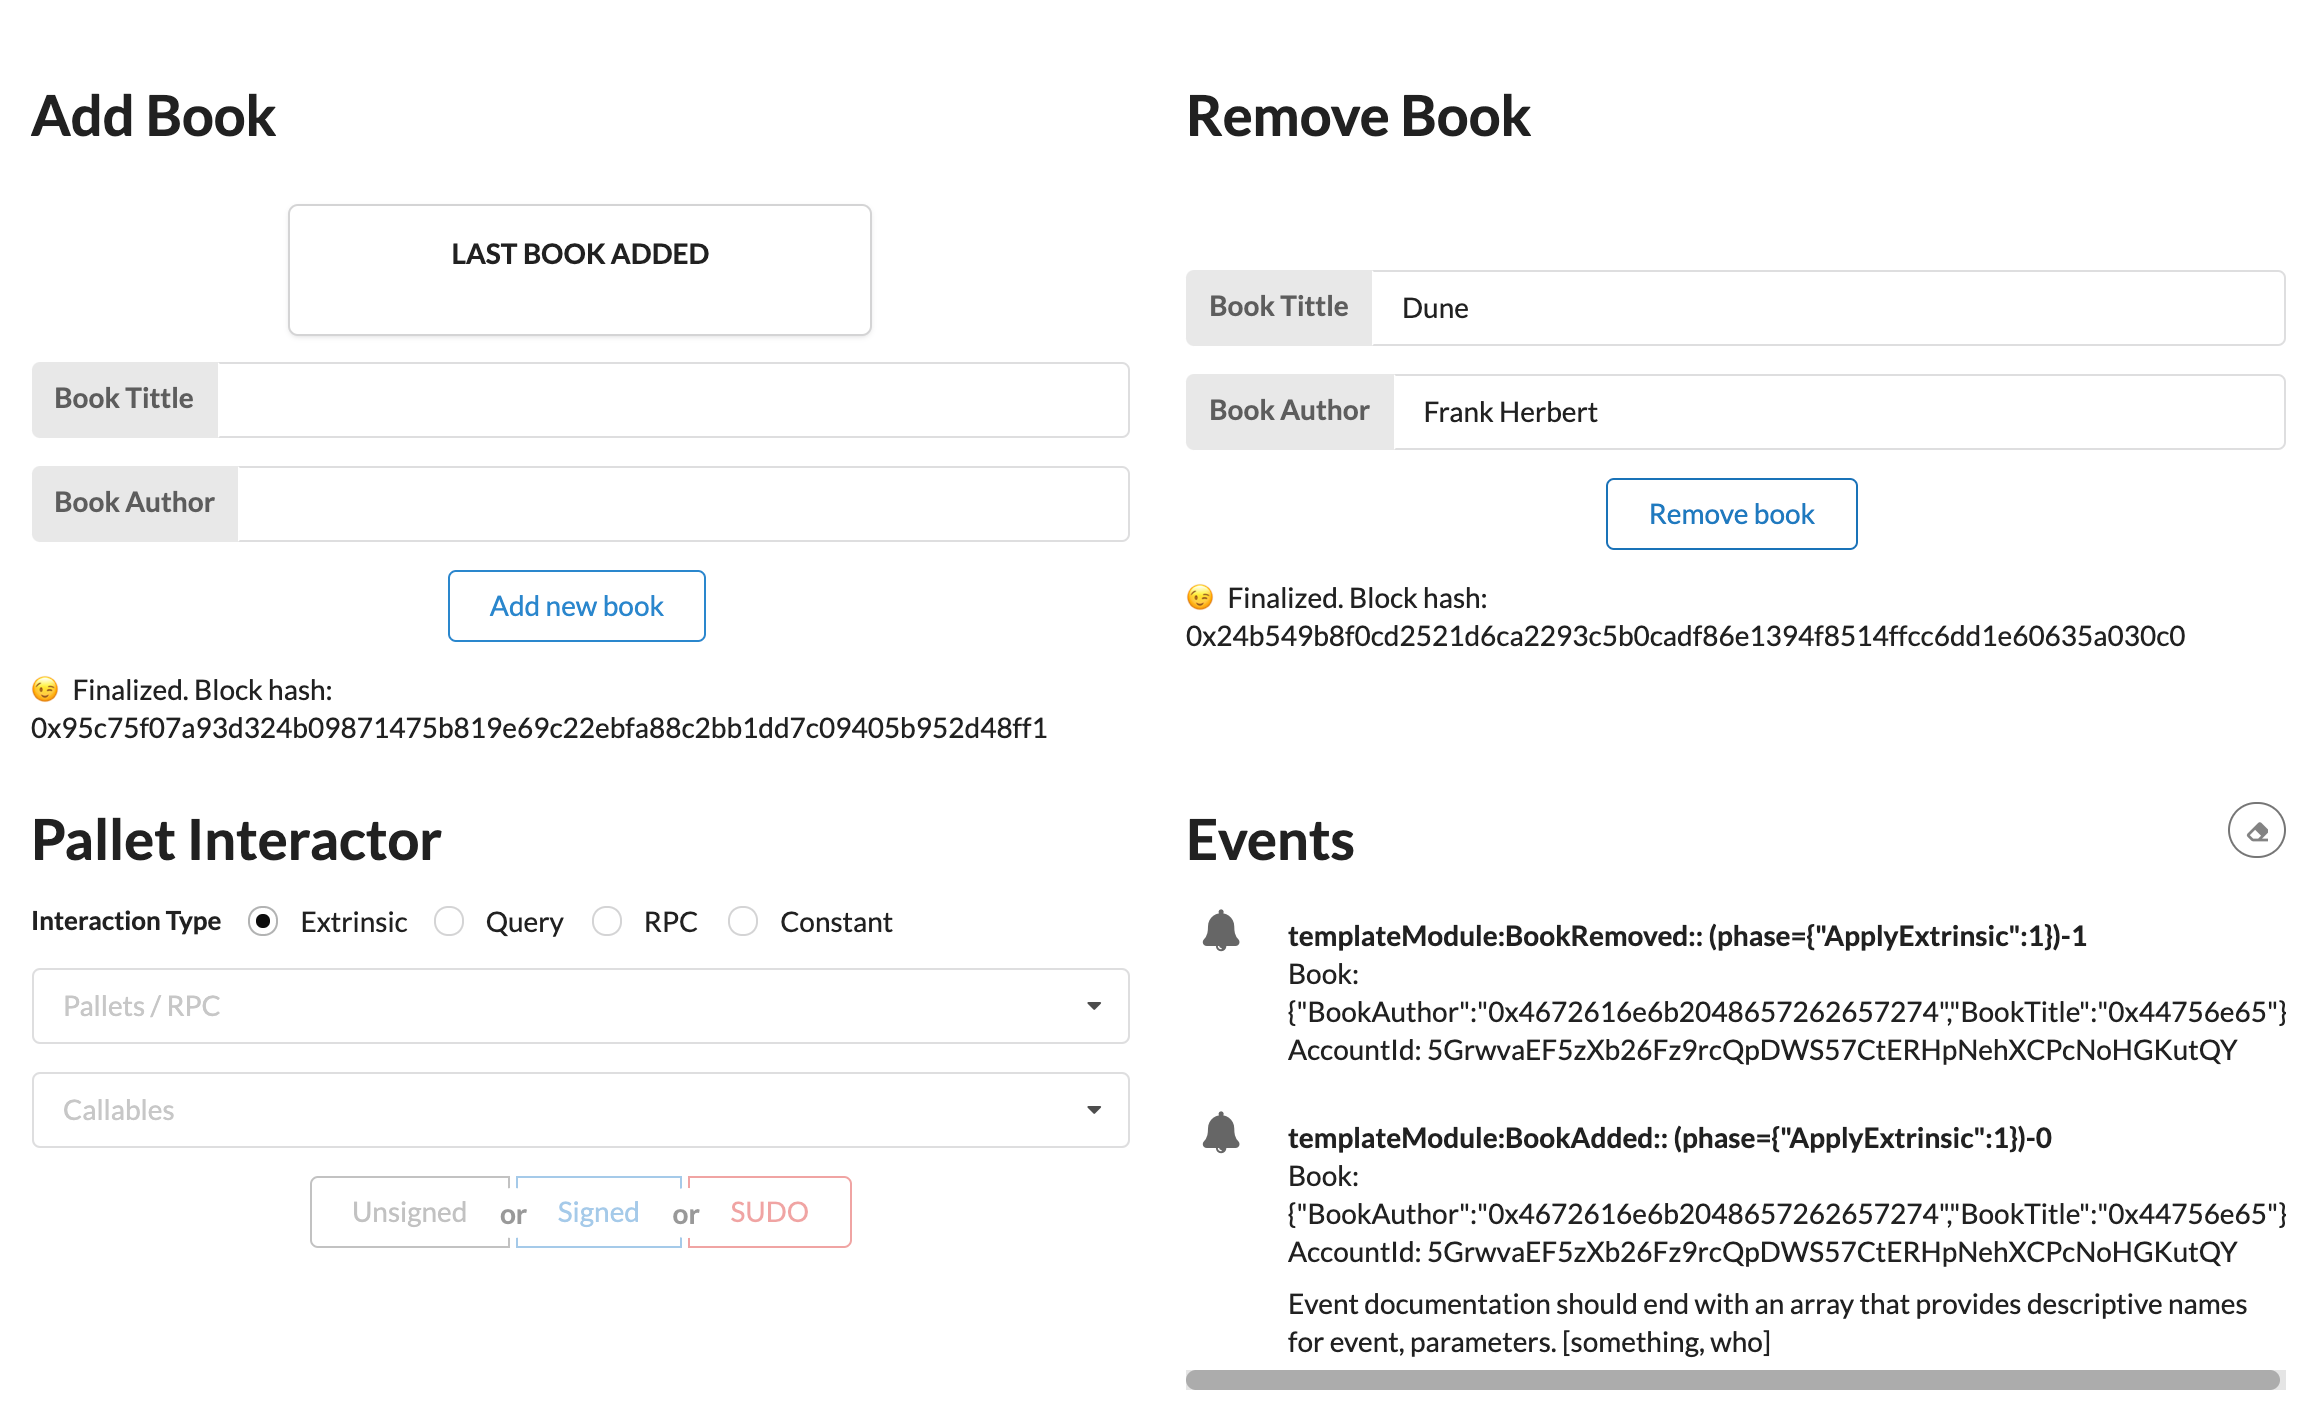 Add Book
LAST BOOK ADDED
Book Tittle
Book Author
Add new book
😉 Finalized. Block hash:
0x95c75f07a93d324b09871475b819e69c22ebfa88c2bb1dd7c09405b952d48ff1
Remove Book
Book Tittle Dune
Book Author Frank Herbert
Remove book
😉 Finalized. Block hash:
0x24b549b8f0cd2521d6ca2293c5b0cadf86e1394f8514ffcc6dd1e60635a030c0
Pallet Interactor
Interaction Type Extrinsic Query RPC Constant
Pallets / RPC
Callables
Unsigned or Signed or SUDO
Events
templateModule:BookRemoved:: (phase={"ApplyExtrinsic":1})-1
Book:
{"BookAuthor":"0x4672616e6b2048657262657274","BookTitle":"0x44756e65"}
AccountId: 5GrwvaEF5zXb26Fz9rcQpDWS57CtERHpNehXCPcNoHGKutQY
templateModule:BookAdded:: (phase={"ApplyExtrinsic":1})-0
Book:
{"BookAuthor":"0x4672616e6b2048657262657274","BookTitle":"0x44756e65"}
AccountId: 5GrwvaEF5zXb26Fz9rcQpDWS57CtERHpNehXCPcNoHGKutQY
Event documentation should end with an array that provides descriptive names
for event, parameters. [something, who]